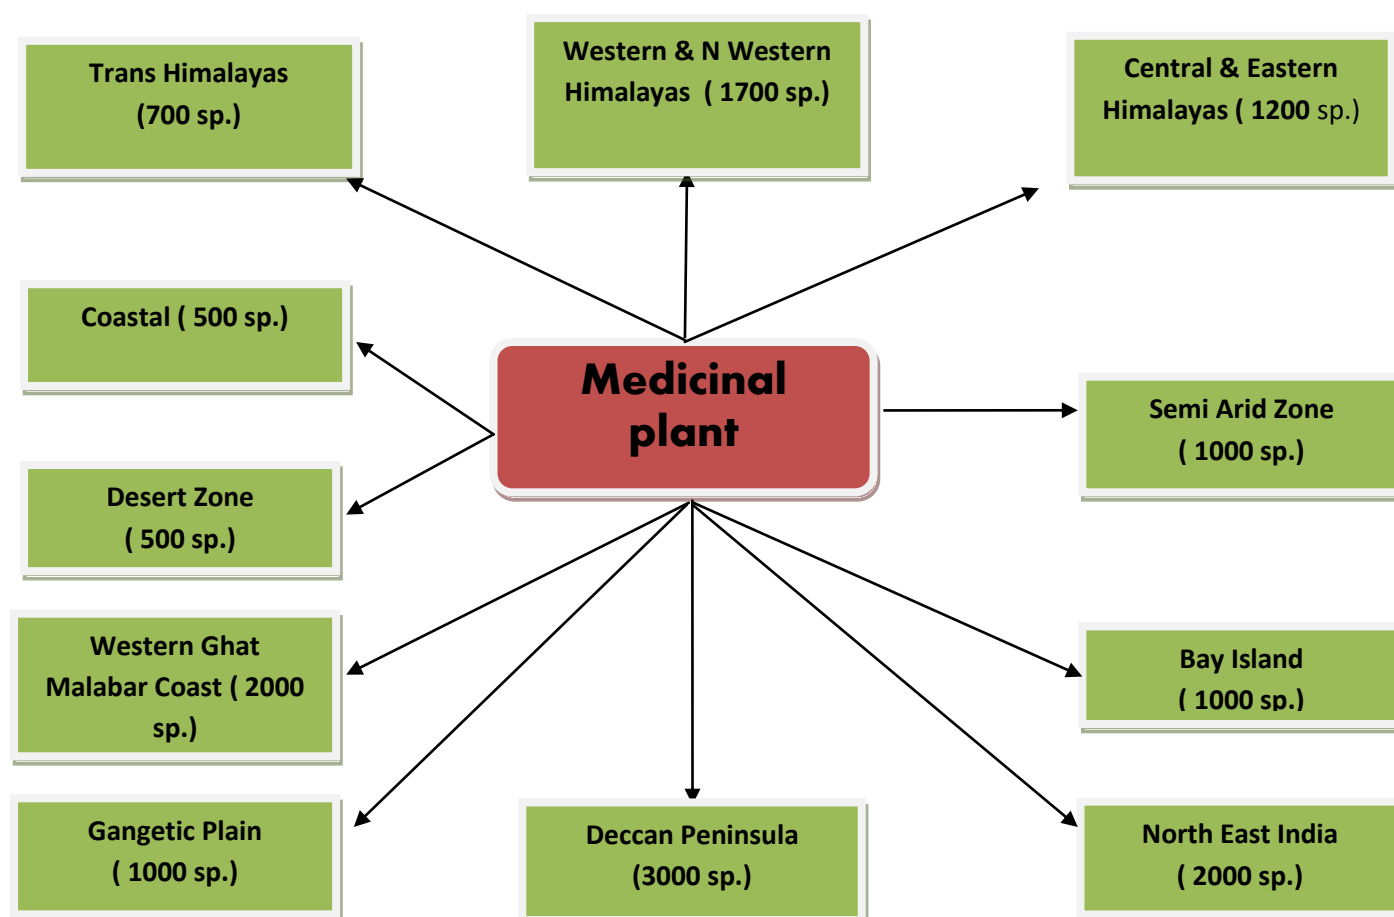 Trans Himalayas
(700 sp.)
Western & N Western
Himalayas ( 1700 sp.)
Central & Eastern
Himalayas ( 1200 sp.)
Coastal ( 500 sp.)
Medicinal
plant
Semi Arid Zone
( 1000 sp.)
Desert Zone
( 500 sp.)
Western Ghat
Malabar Coast ( 2000
sp.)
Bay Island
( 1000 sp.)
Gangetic Plain
( 1000 sp.)
Deccan Peninsula
(3000 sp.)
North East India
( 2000 sp.)